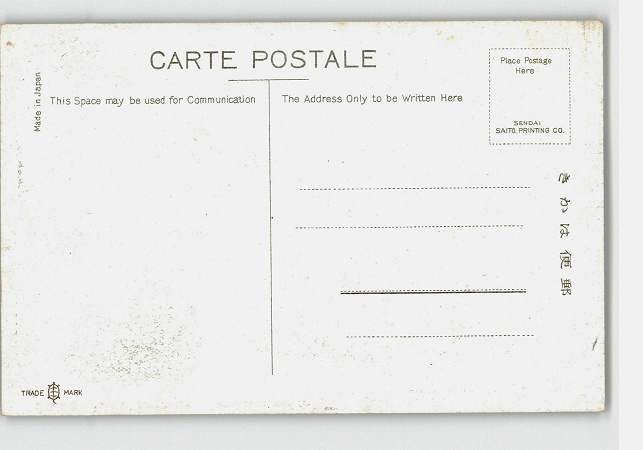 CARTE POSTALE
Made in Japan
This Space may be used for Communication
The Address Only to be Written Here
Place Postage
Here
SENDAI
SAITO, PRINTING CO.
きかは便郵
TRADE MARK